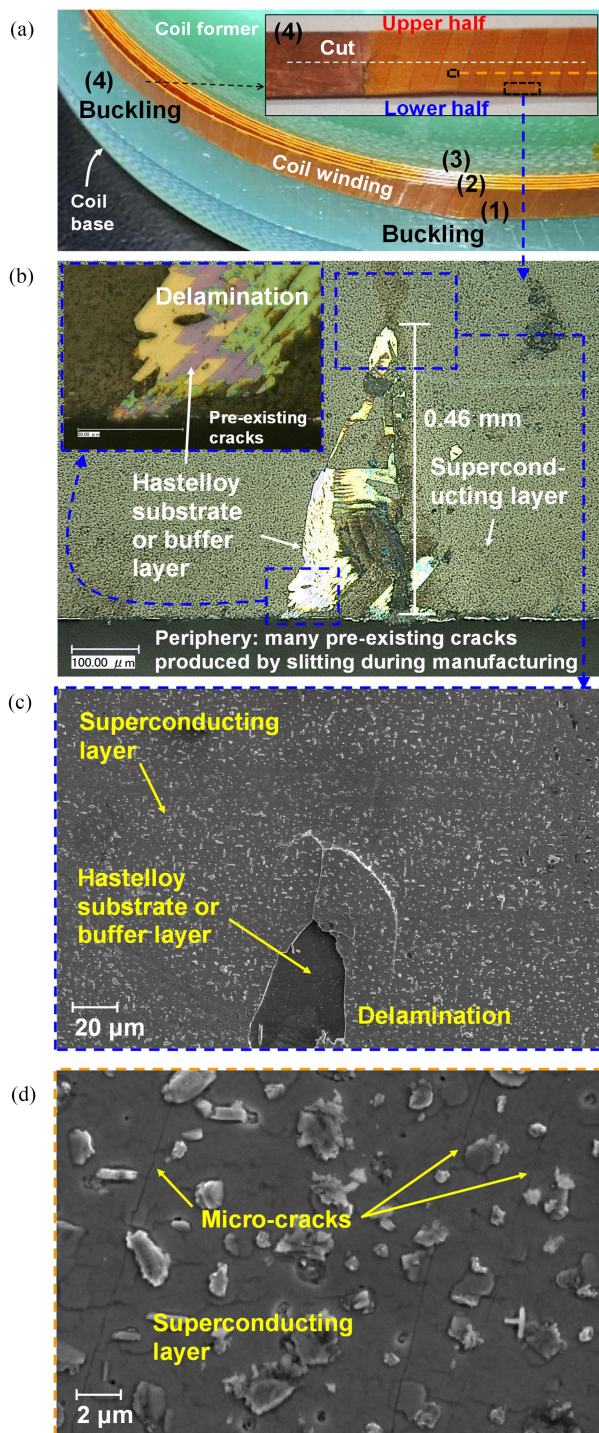 (a)
Coil former
(4)
Upper half
Cut
Lower half
(4)
Buckling
Coil winding
(3)
(2)
(1)
Coil
base
Buckling
(b)
Delamination
Pre-existing
cracks
0.46 mm
Hastelloy
substrate
or buffer
layer
Supercond-
ucting layer
100.00 μm
Periphery: many pre-existing cracks
produced by slitting during manufacturing
(c)
Superconducting
layer
Hastelloy
substrate or
buffer layer
20 μm
Delamination
(d)
Micro-cracks
Superconducting
layer
2 μm